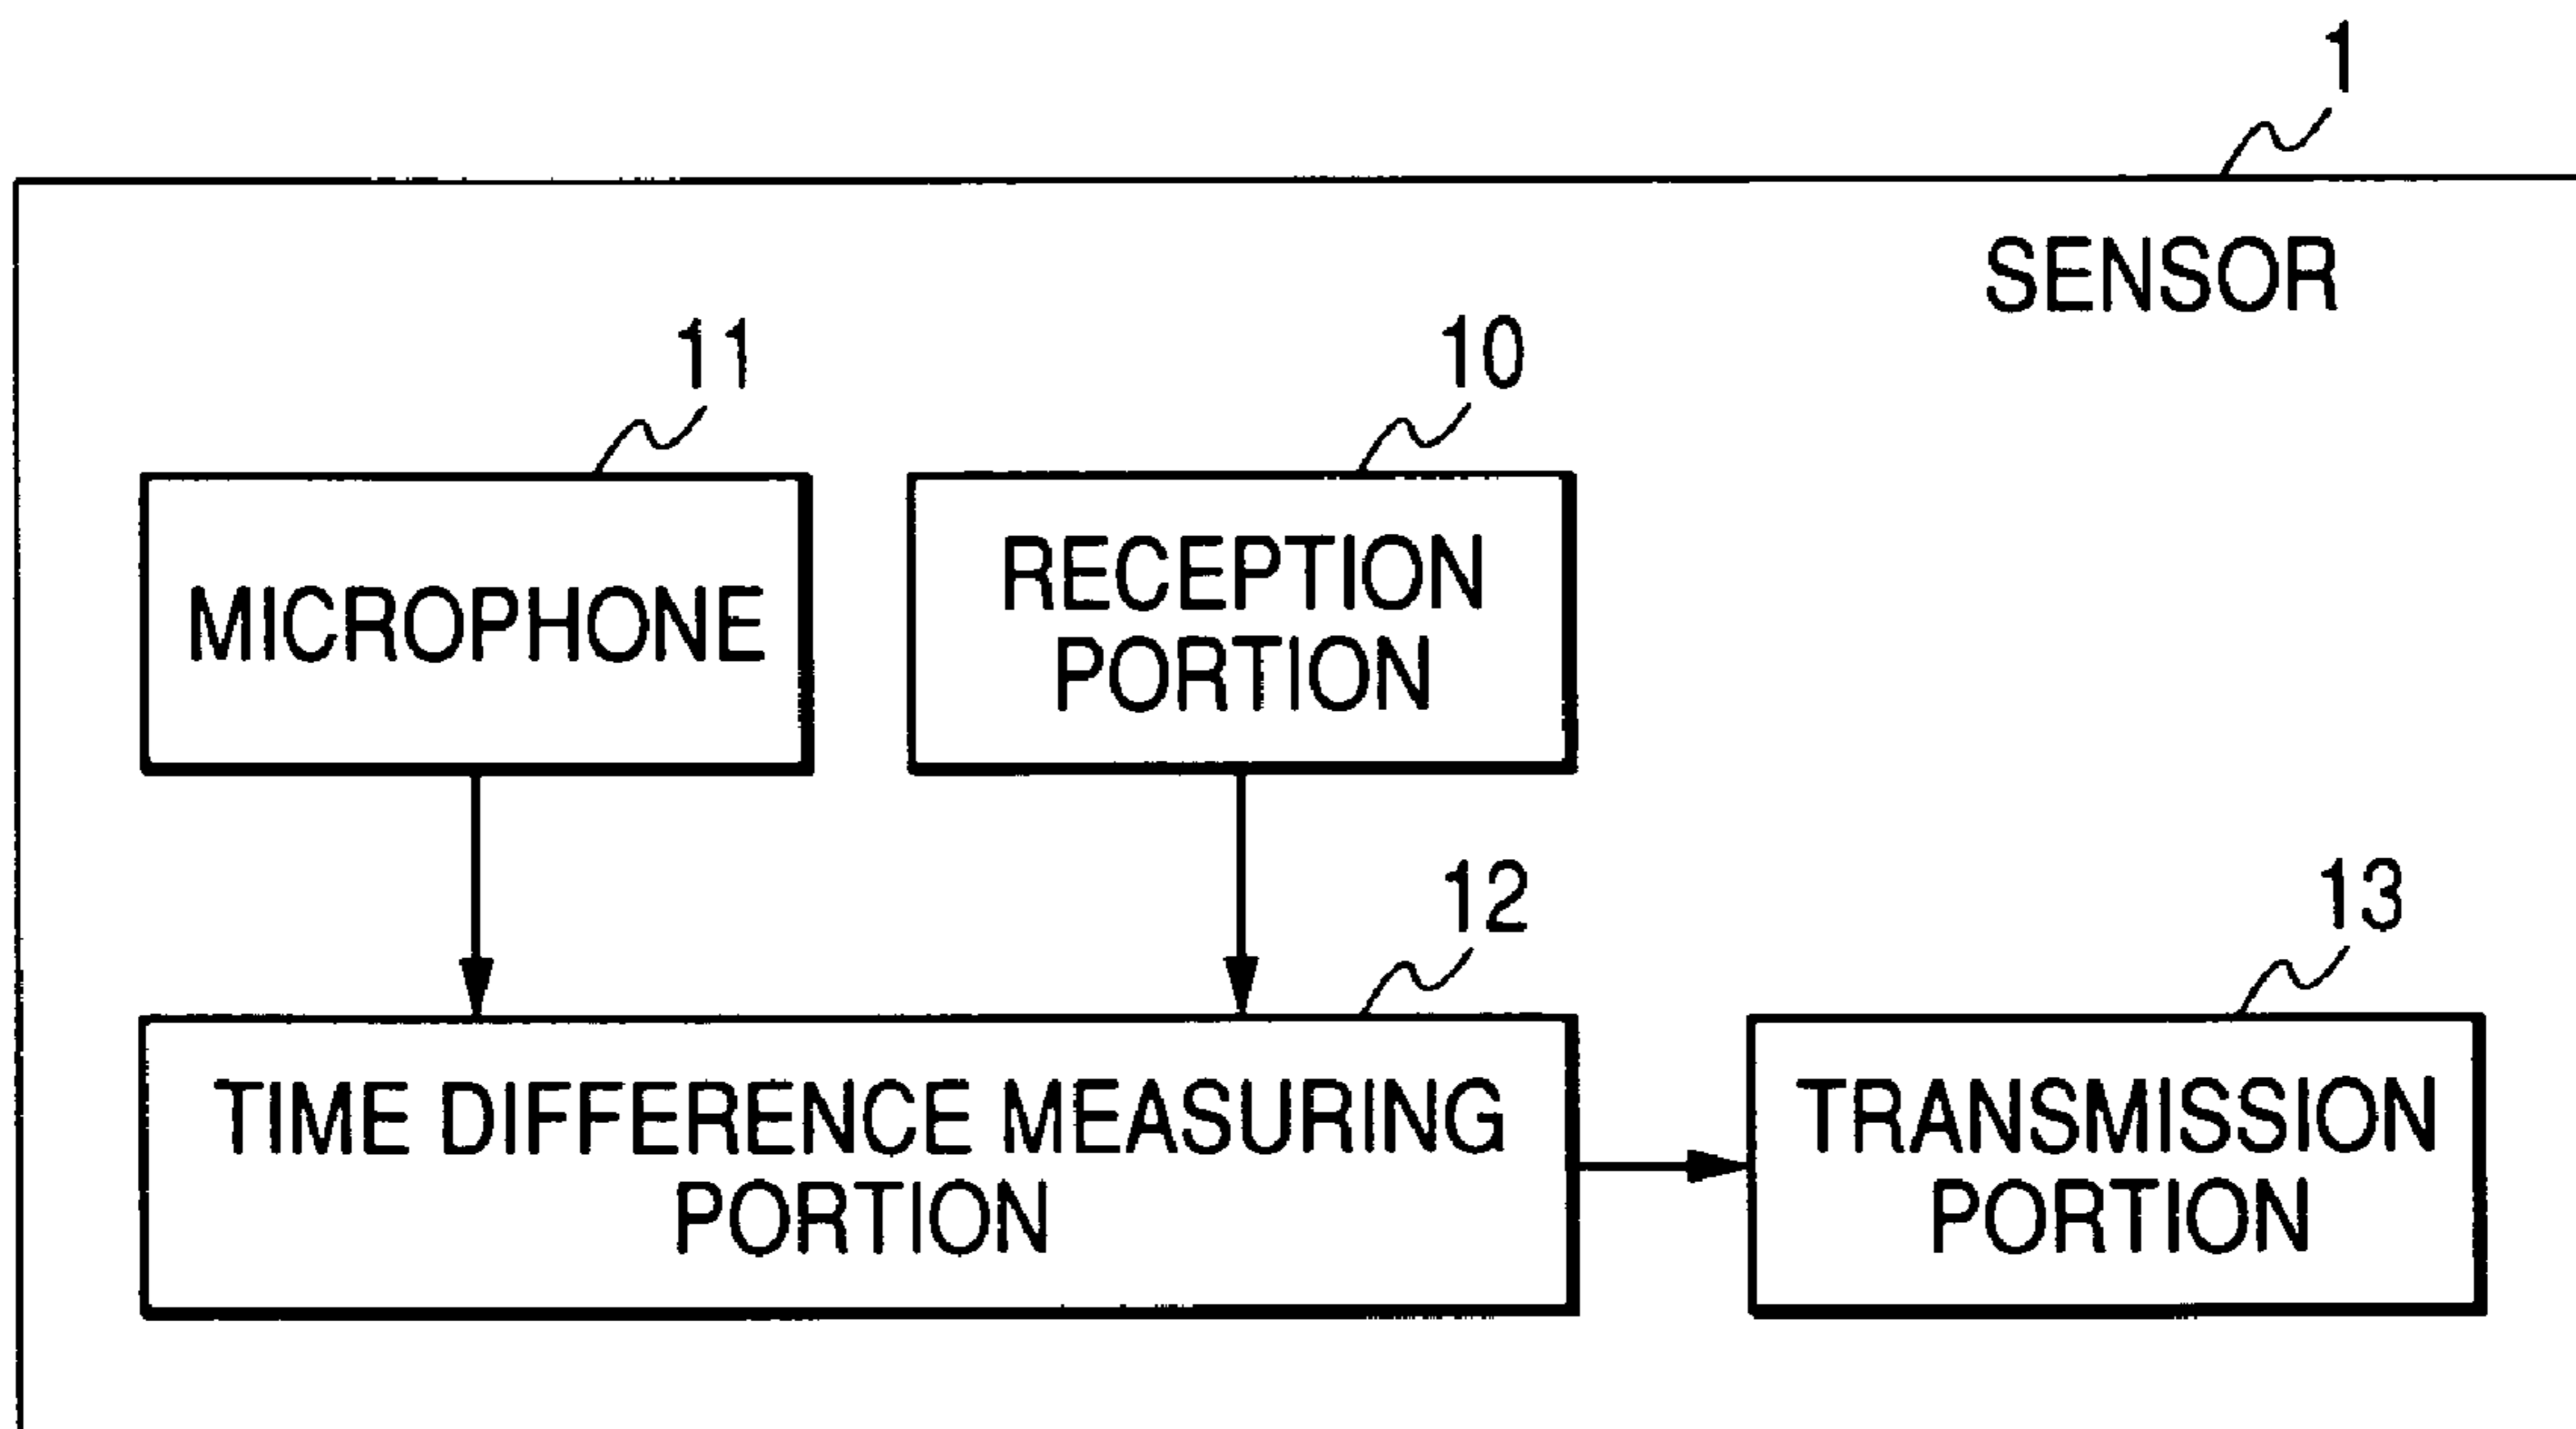 1
SENSOR
11
10
MICROPHONE
RECEPTION
PORTION
12
13
TIME DIFFERENCE MEASURING
PORTION
TRANSMISSION
PORTION